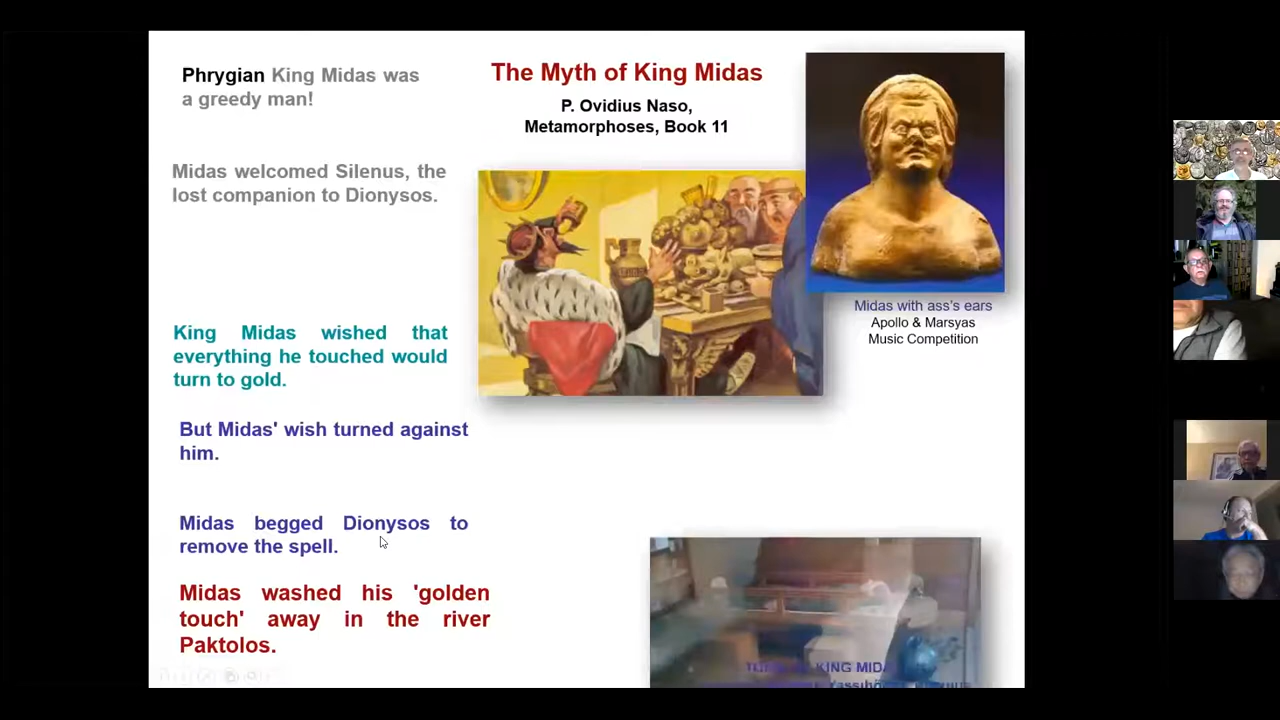 Phrygian King Midas was
a greedy man!
The Myth of King Midas
P. Ovidius Naso,
Metamorphoses, Book 11
Midas welcomed Silenus, the
lost companion to Dionysos.
Midas with ass's ears
Apollo & Marsyas
Music Competition
King Midas wished that
everything he touched would
turn to gold.
But Midas' wish turned against
him.
Midas begged Dionysos to
remove the spell.
Midas washed his 'golden
touch' away in the river
Paktolos.
KING